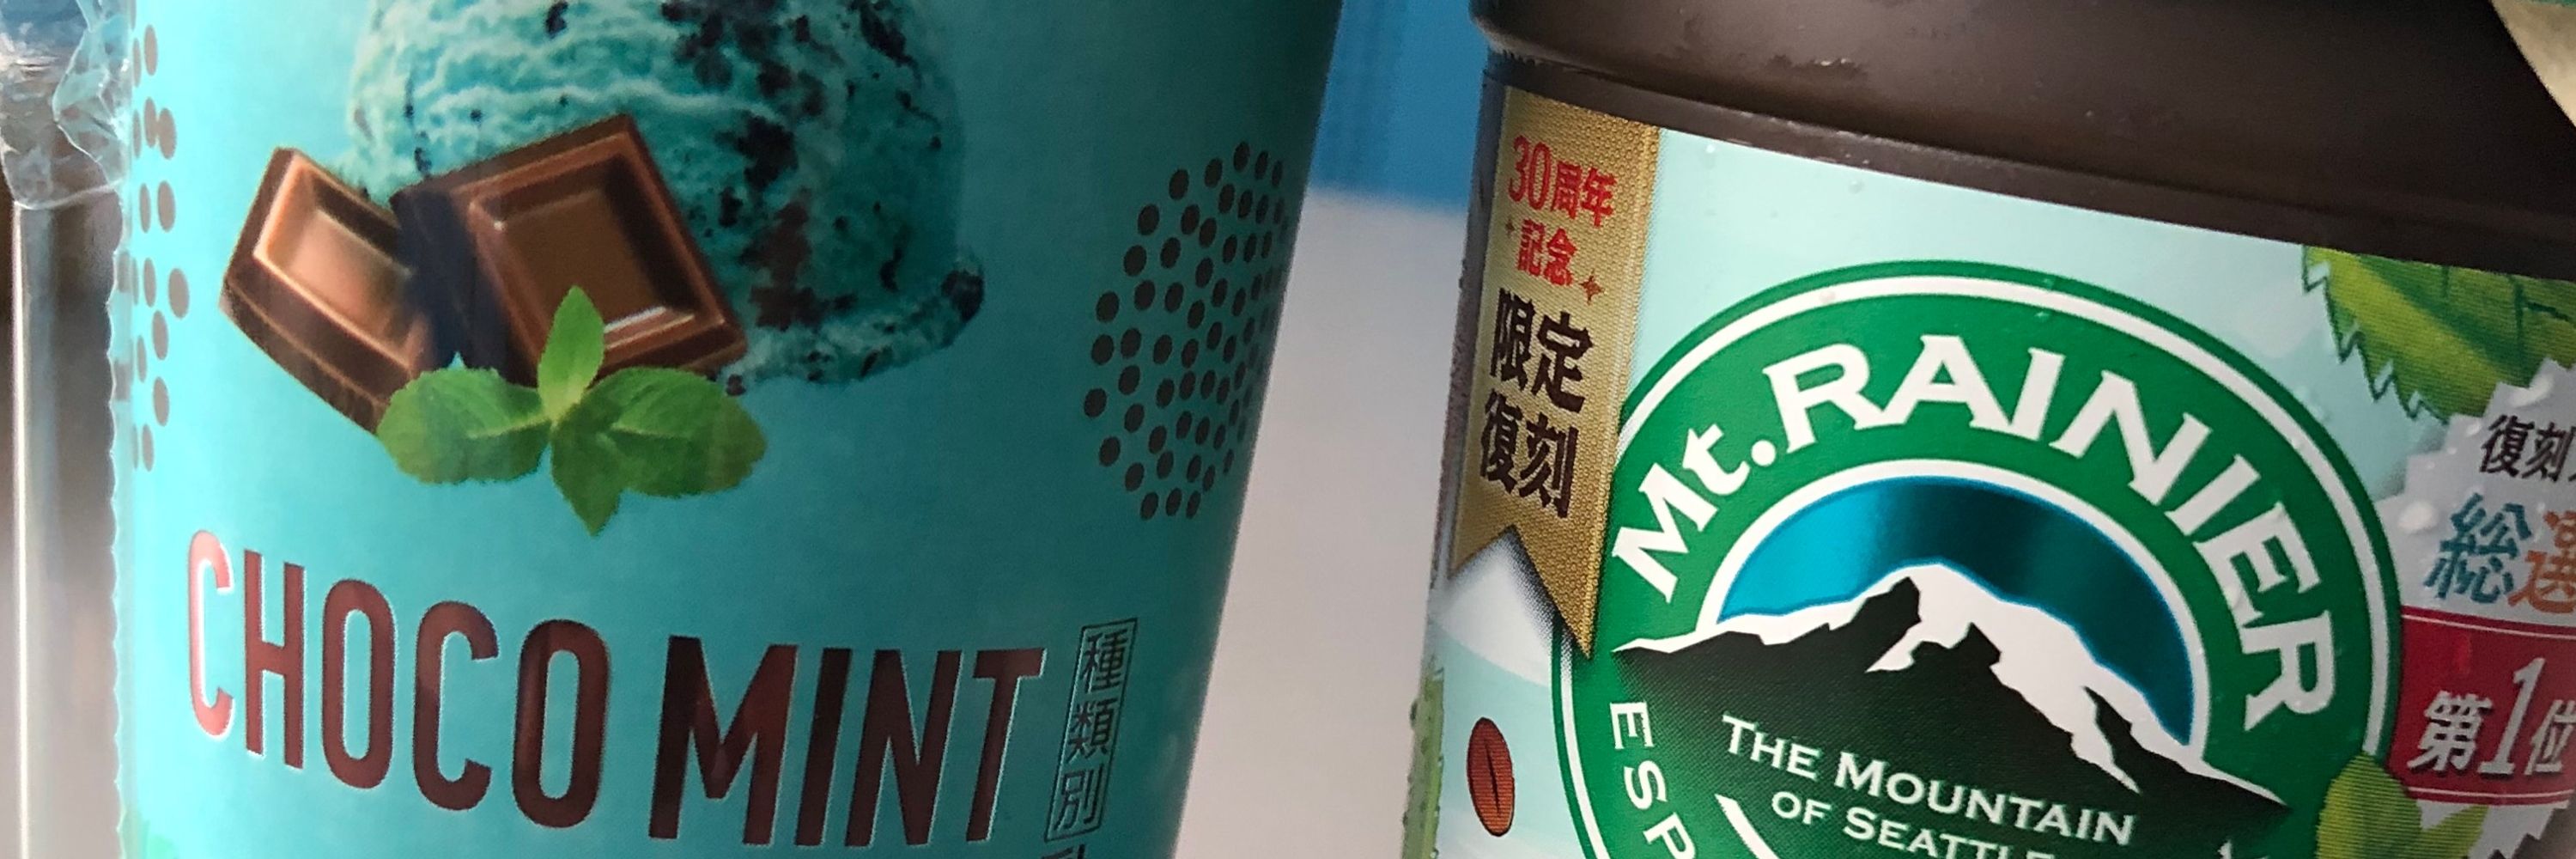 CHOCO MINT
種類別
30周年
記念
限定
復刻
Mt. RAINIER
THE MOUNTAIN
OF SEATTLE
復刻
総選
第1位